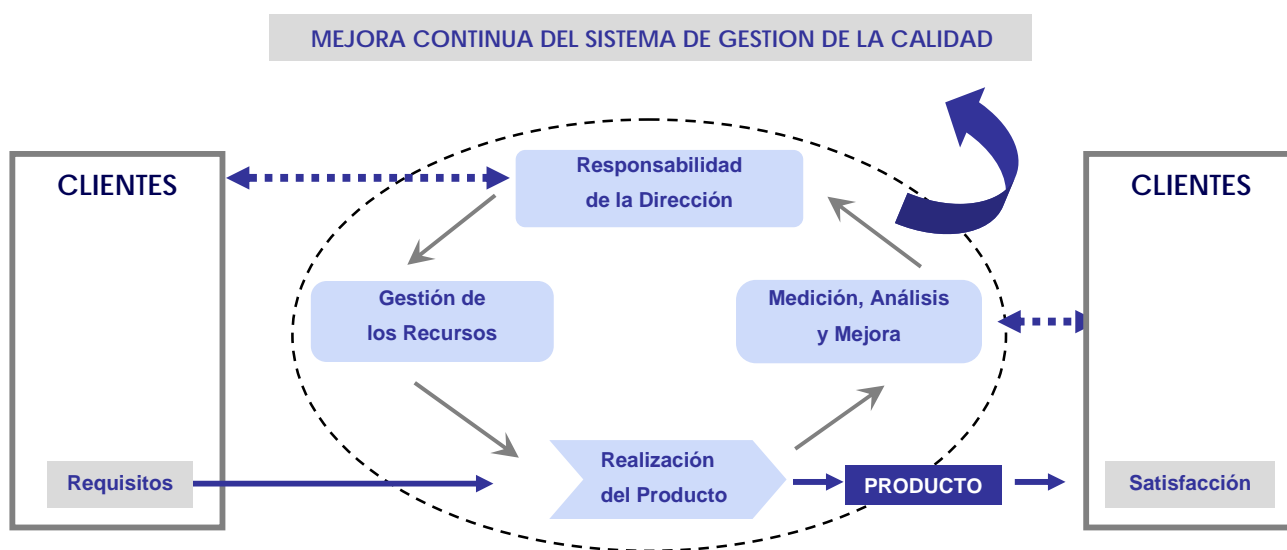 MEJORA CONTINUA DEL SISTEMA DE GESTION DE LA CALIDAD
CLIENTES
Responsabilidad
de la Dirección
CLIENTES
Gestión de
los Recursos
Medición, Análisis
y Mejora
Requisitos
Realización
del Producto
PRODUCTO
Satisfacción